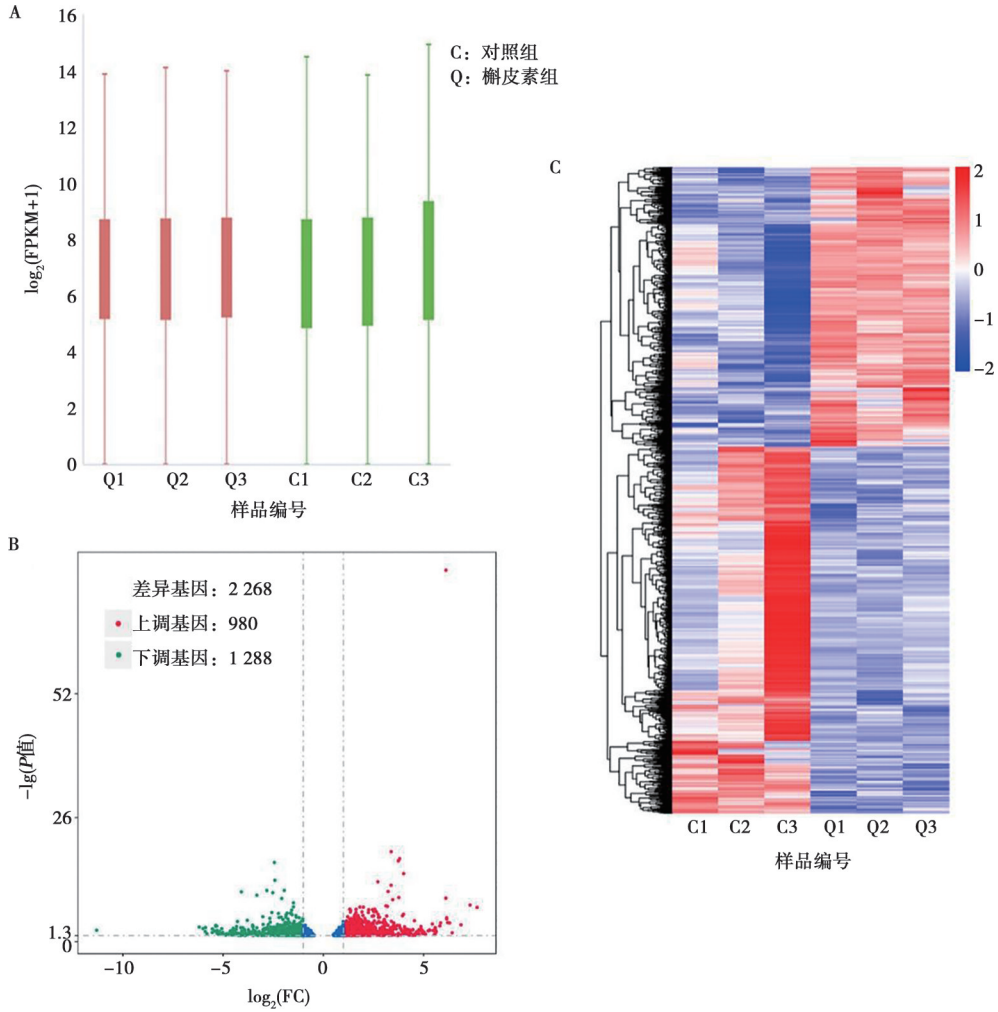 A
16
14
12
10
8
6
4
2
0
log₂(FPKM+1)
Q1 Q2 Q3 C1 C2 C3
样品编号
C：对照组
Q：槲皮素组
B
差异基因：2 268
上调基因：980
下调基因：1 288
52
26
1.3
0
−lg(P值)
−10 −5 0 5
log₂(FC)
C
2
1
0
−1
−2
C1 C2 C3 Q1 Q2 Q3
样品编号